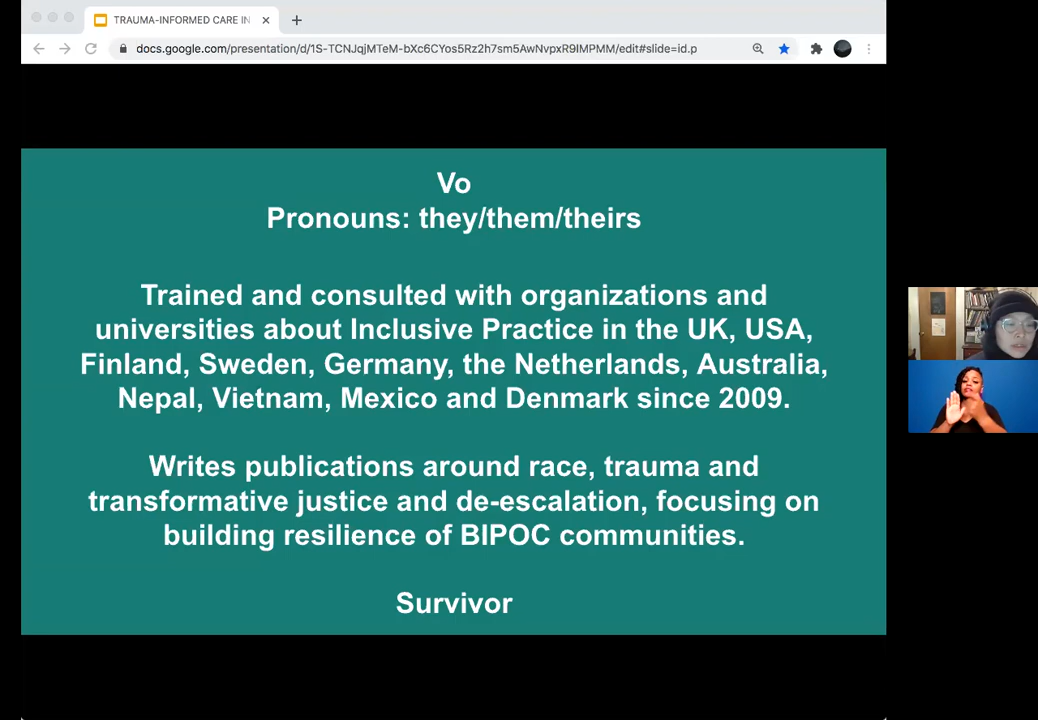 TRAUMA-INFORMED CARE IN
docs.google.com/presentation/d/1S-TCNJqjMTeM-bXc6CYos5Rz2h7sm5AwNvpxR9IMPMM/edit#slide=id.p
Vo
Pronouns: they/them/theirs
Trained and consulted with organizations and
universities about Inclusive Practice in the UK, USA,
Finland, Sweden, Germany, the Netherlands, Australia,
Nepal, Vietnam, Mexico and Denmark since 2009.
Writes publications around race, trauma and
transformative justice and de-escalation, focusing on
building resilience of BIPOC communities.
Survivor